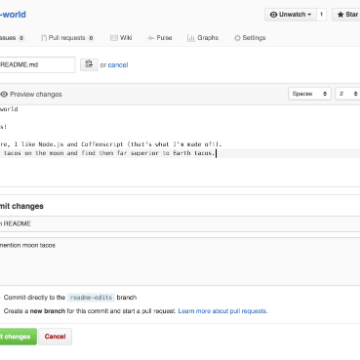 -world
Unwatch 1 Star
ssues 0 Pull requests 0 Wiki Pulse Graphs Settings
README.md or cancel
Preview changes Spaces 2
world
s!
re, I like Node.js and Coffeescript (that's what I'm made of!).
tacos on the moon and find them far superior to Earth tacos.
mit changes
README
mention moon tacos
Commit directly to the readme-edits branch
Create a new branch for this commit and start a pull request. Learn more about pull requests.
t changes Cancel